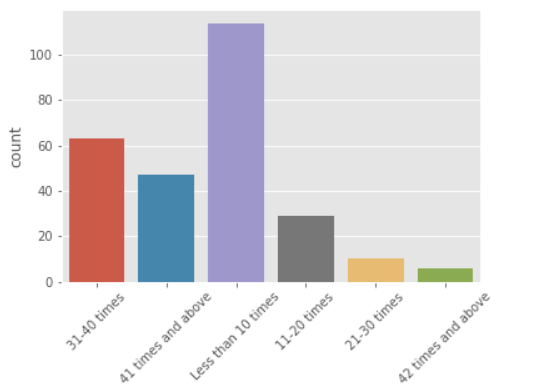 100
80
60
40
20
0
count
31-40 times
41 times and above
Less than 10 times
11-20 times
21-30 times
42 times and above